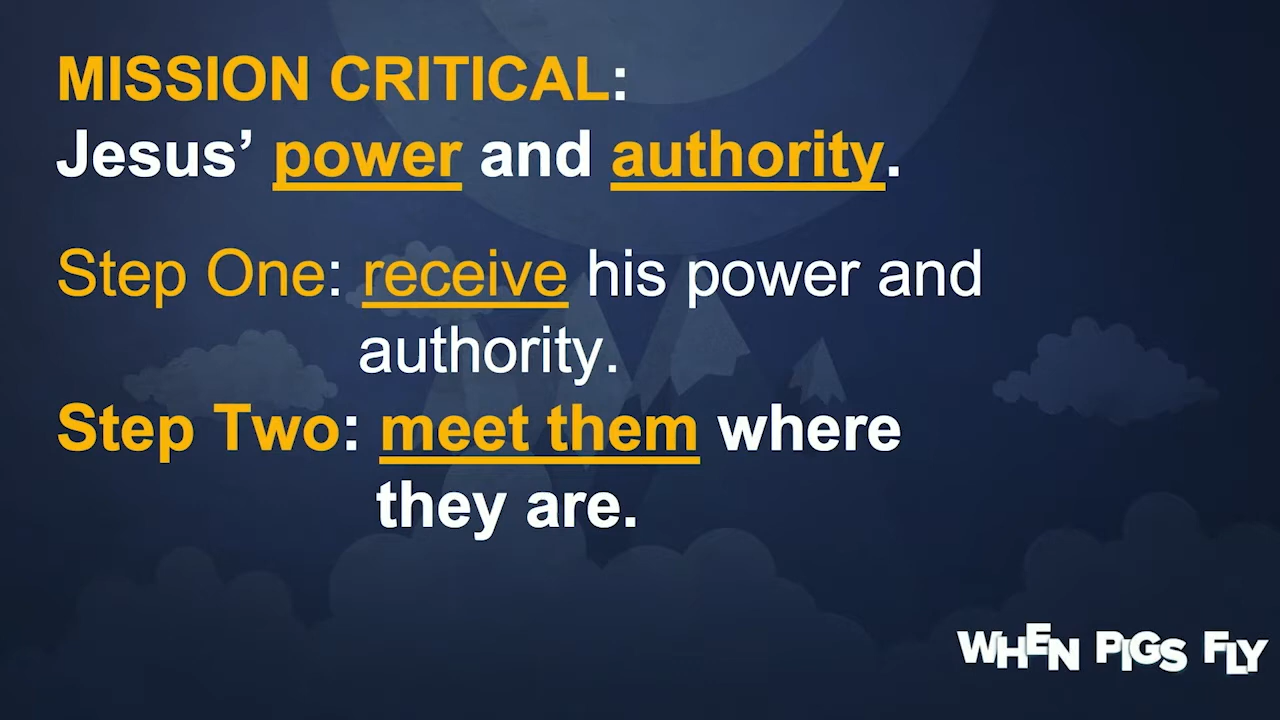 MISSION CRITICAL:
Jesus’ power and authority.
Step One: receive his power and
authority.
Step Two: meet them where
they are.
WHEN PIGS FLY